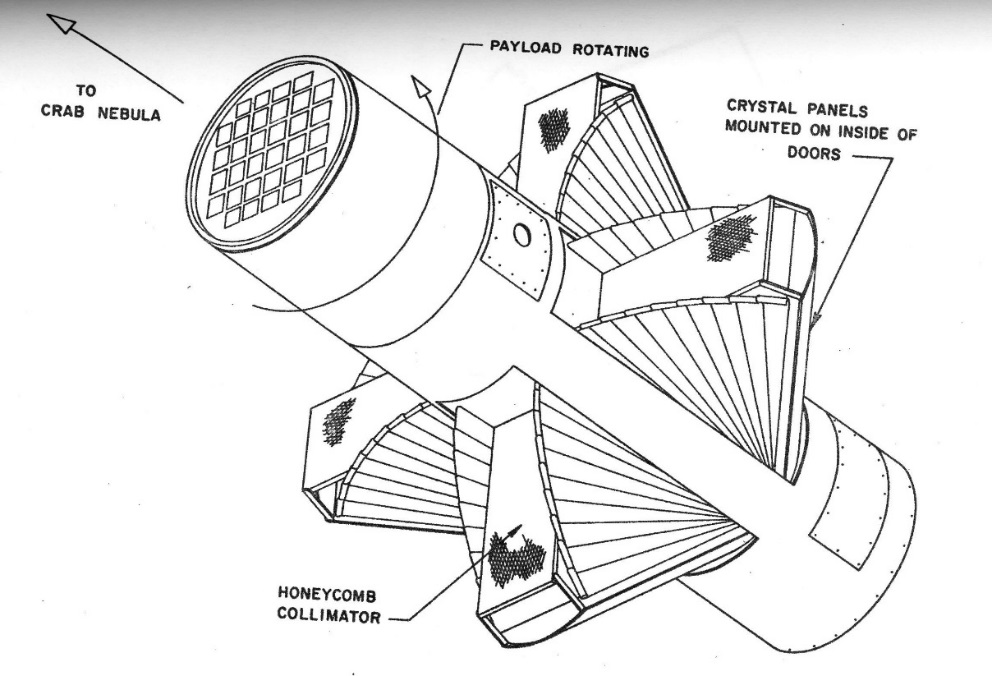 PAYLOAD ROTATING
TO
CRAB NEBULA
CRYSTAL PANELS
MOUNTED ON INSIDE OF
DOORS
HONEYCOMB
COLLIMATOR